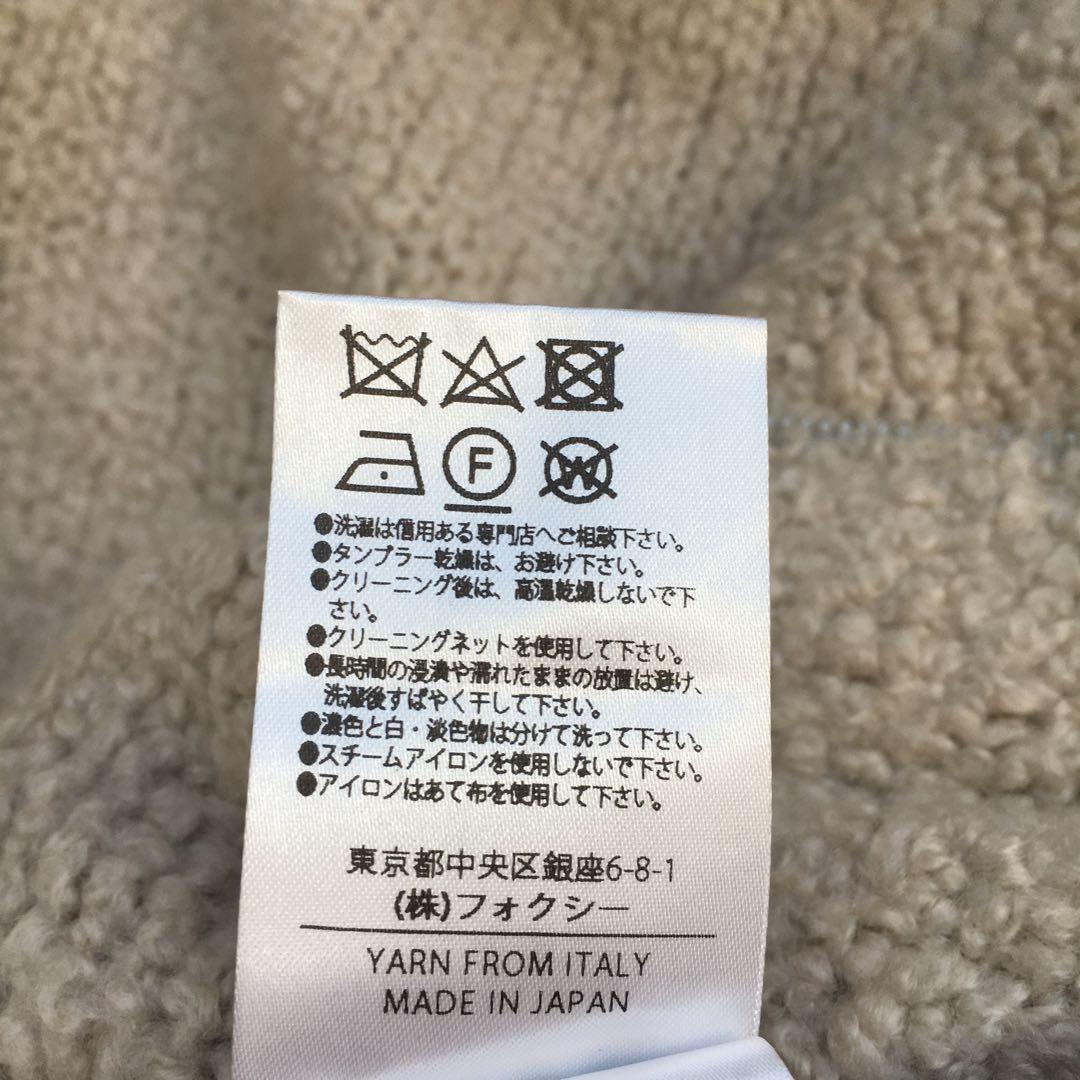 F W
●洗濯は信用ある専門店へご相談下さい。
●タンブラー乾燥は、お避け下さい。
●クリーニング後は、高温乾燥しないで下
さい。
●クリーニングネットを使用して下さい。
●長時間の浸漬や濡れたままの放置は避け、
洗濯後すばやく干して下さい。
●濃色と白・淡色物は分けて洗って下さい。
●スチームアイロンを使用しないで下さい。
●アイロンはあて布を使用して下さい。
東京都中央区銀座6-8-1
(株)フォクシー
YARN FROM ITALY
MADE IN JAPAN